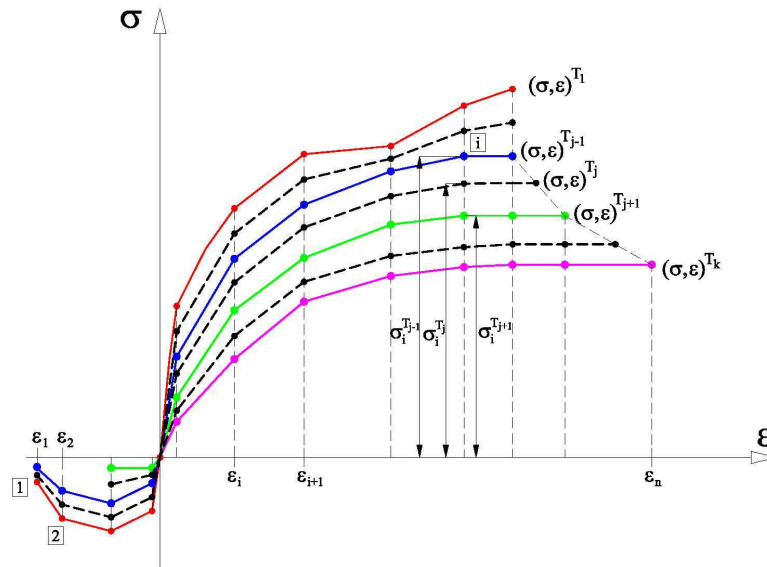 σ
(σ,ε)^T₁
i
(σ,ε)^Tⱼ₋₁
(σ,ε)^Tⱼ
(σ,ε)^Tⱼ₊₁
(σ,ε)^Tₖ
σᵢ^Tⱼ₋₁ σᵢ^Tⱼ σᵢ^Tⱼ₊₁
ε₁ ε₂ ε
εᵢ εᵢ₊₁ εₙ
1
2